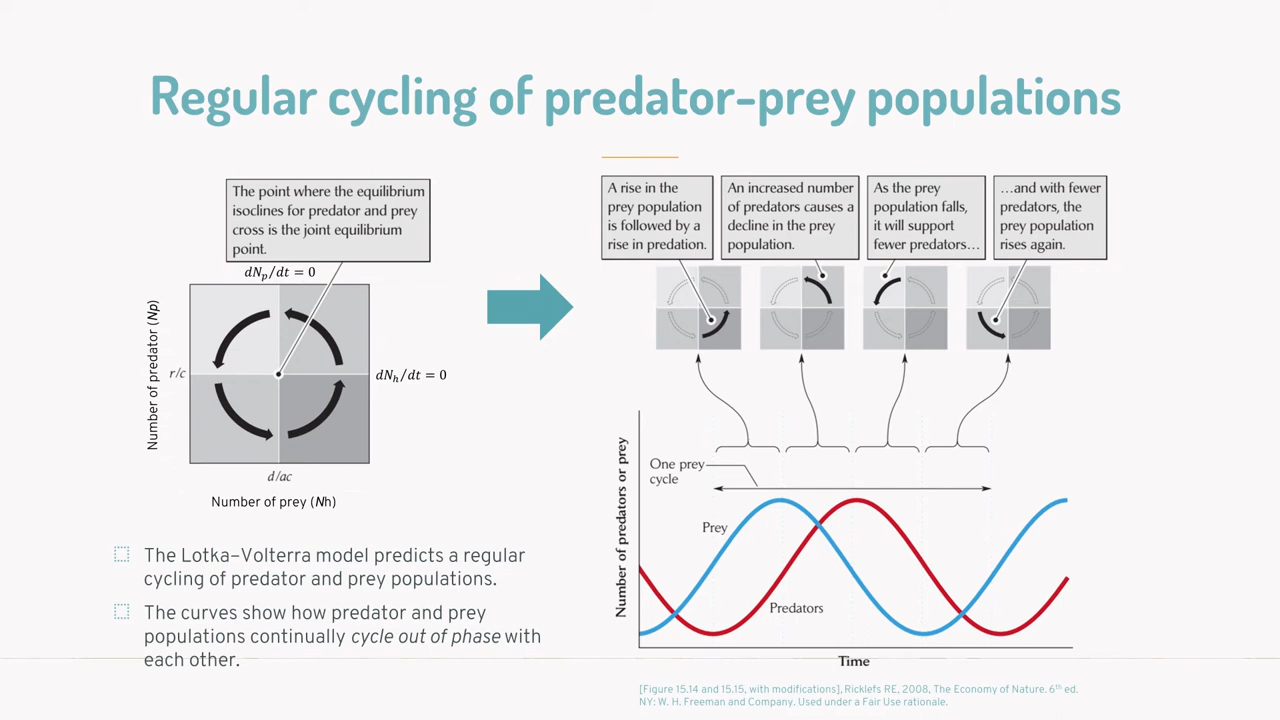 Regular cycling of predator-prey populations
The point where the equilibrium
isoclines for predator and prey
cross is the joint equilibrium
point.
dNp/dt = 0
Number of predator (Np)
r/c
dNh/dt = 0
d/ac
Number of prey (Nh)
The Lotka–Volterra model predicts a regular
cycling of predator and prey populations.
The curves show how predator and prey
populations continually cycle out of phase with
each other.
A rise in the
prey population
is followed by a
rise in predation.
An increased number
of predators causes a
decline in the prey
population.
As the prey
population falls,
it will support
fewer predators…
…and with fewer
predators, the
prey population
rises again.
Number of predators or prey
One prey
cycle
Prey
Predators
Time
[Figure 15.14 and 15.15, with modifications], Ricklefs RE, 2008, The Economy of Nature. 6th ed.
NY: W. H. Freeman and Company. Used under a Fair Use rationale.